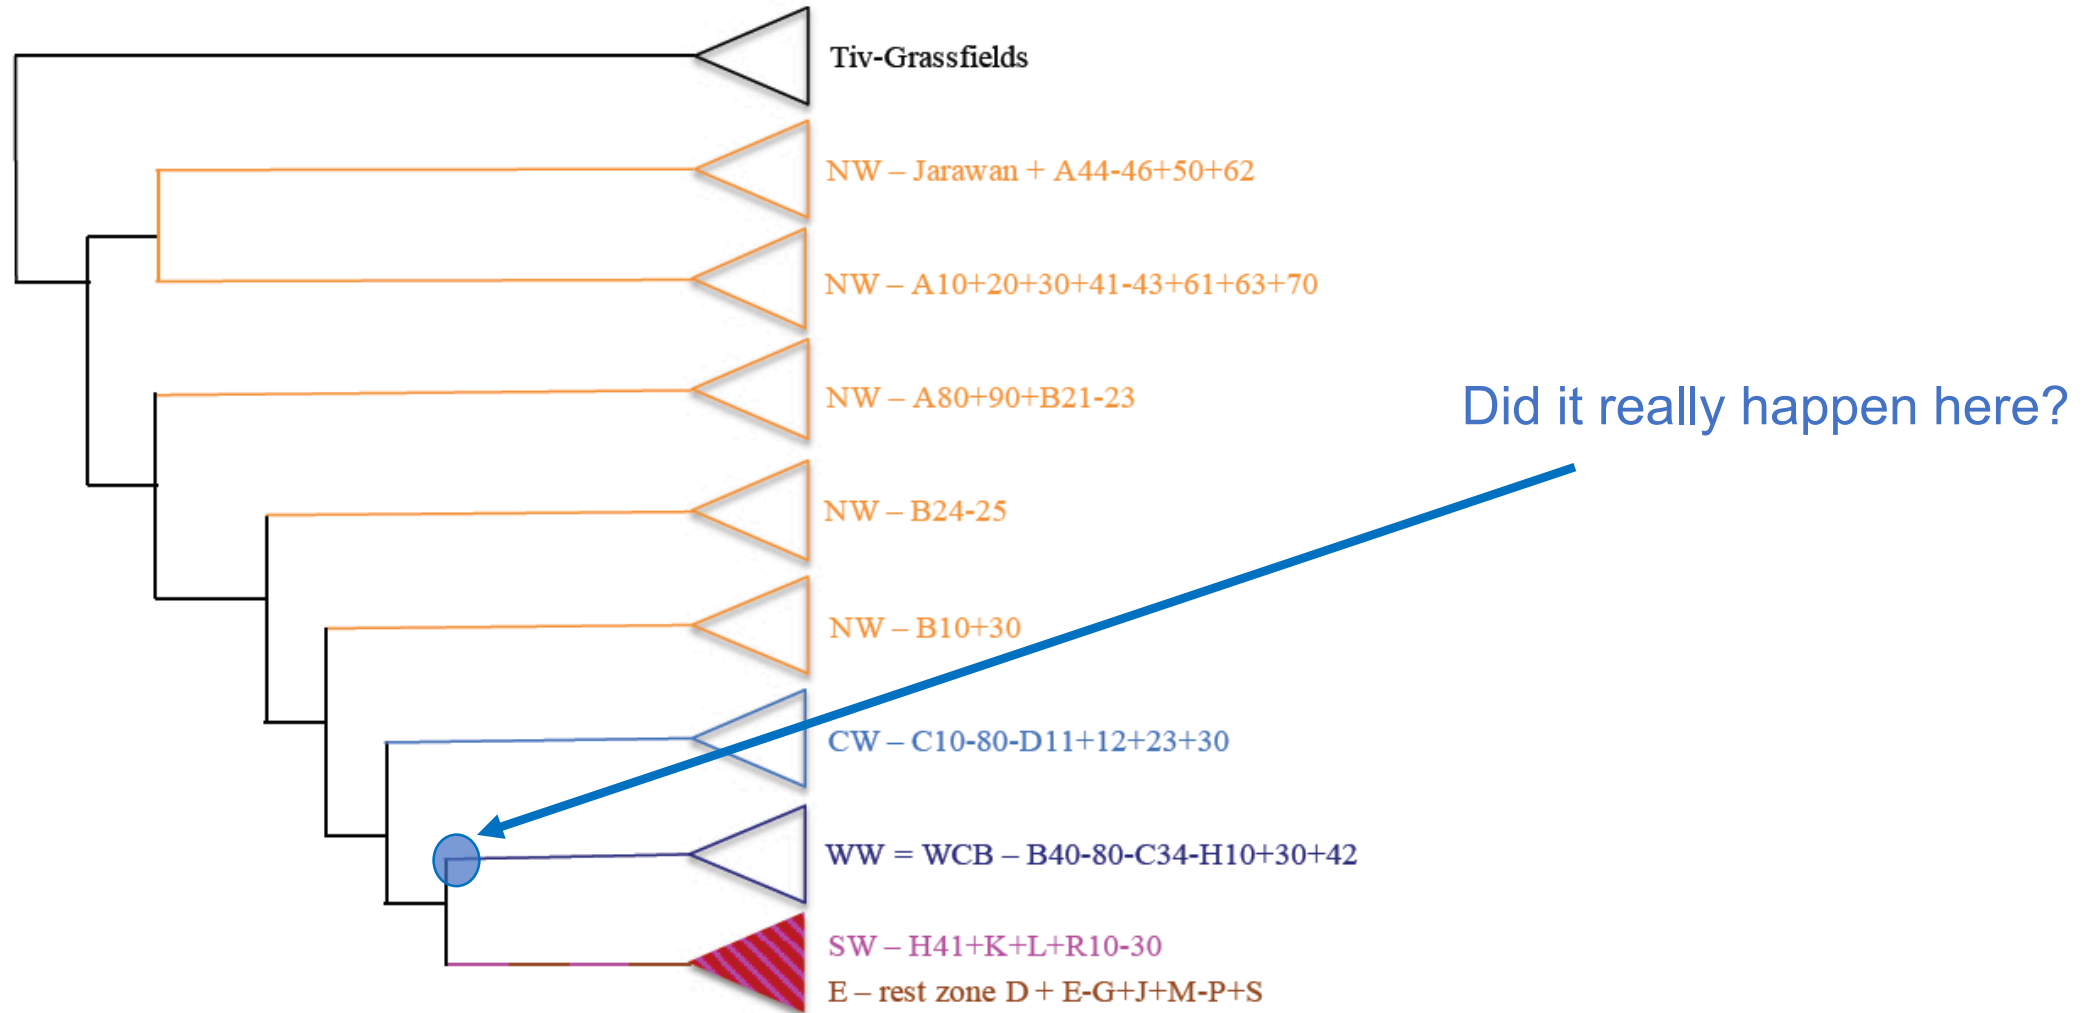 Tiv-Grassfields
NW – Jarawan + A44-46+50+62
NW – A10+20+30+41-43+61+63+70
NW – A80+90+B21-23
Did it really happen here?
NW – B24-25
NW – B10+30
CW – C10-80-D11+12+23+30
WW = WCB – B40-80-C34-H10+30+42
SW – H41+K+L+R10-30
E – rest zone D + E-G+J+M-P+S